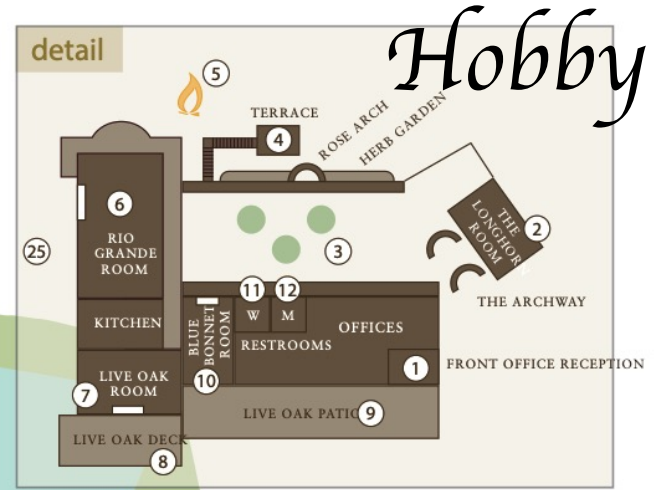 Hobby
detail
5
TERRACE
4
ROSE ARCH
HERB GARDEN
6
RIO
GRANDE
ROOM
25
3
2
THE
LONGHOR
ROOM
THE ARCHWAY
11
12
W
M
KITCHEN
BLUE
BONNET
ROOM
OFFICES
RESTROOMS
10
1
FRONT OFFICE RECEPTION
LIVE OAK
ROOM
7
LIVE OAK PATIO
9
LIVE OAK DECK
8